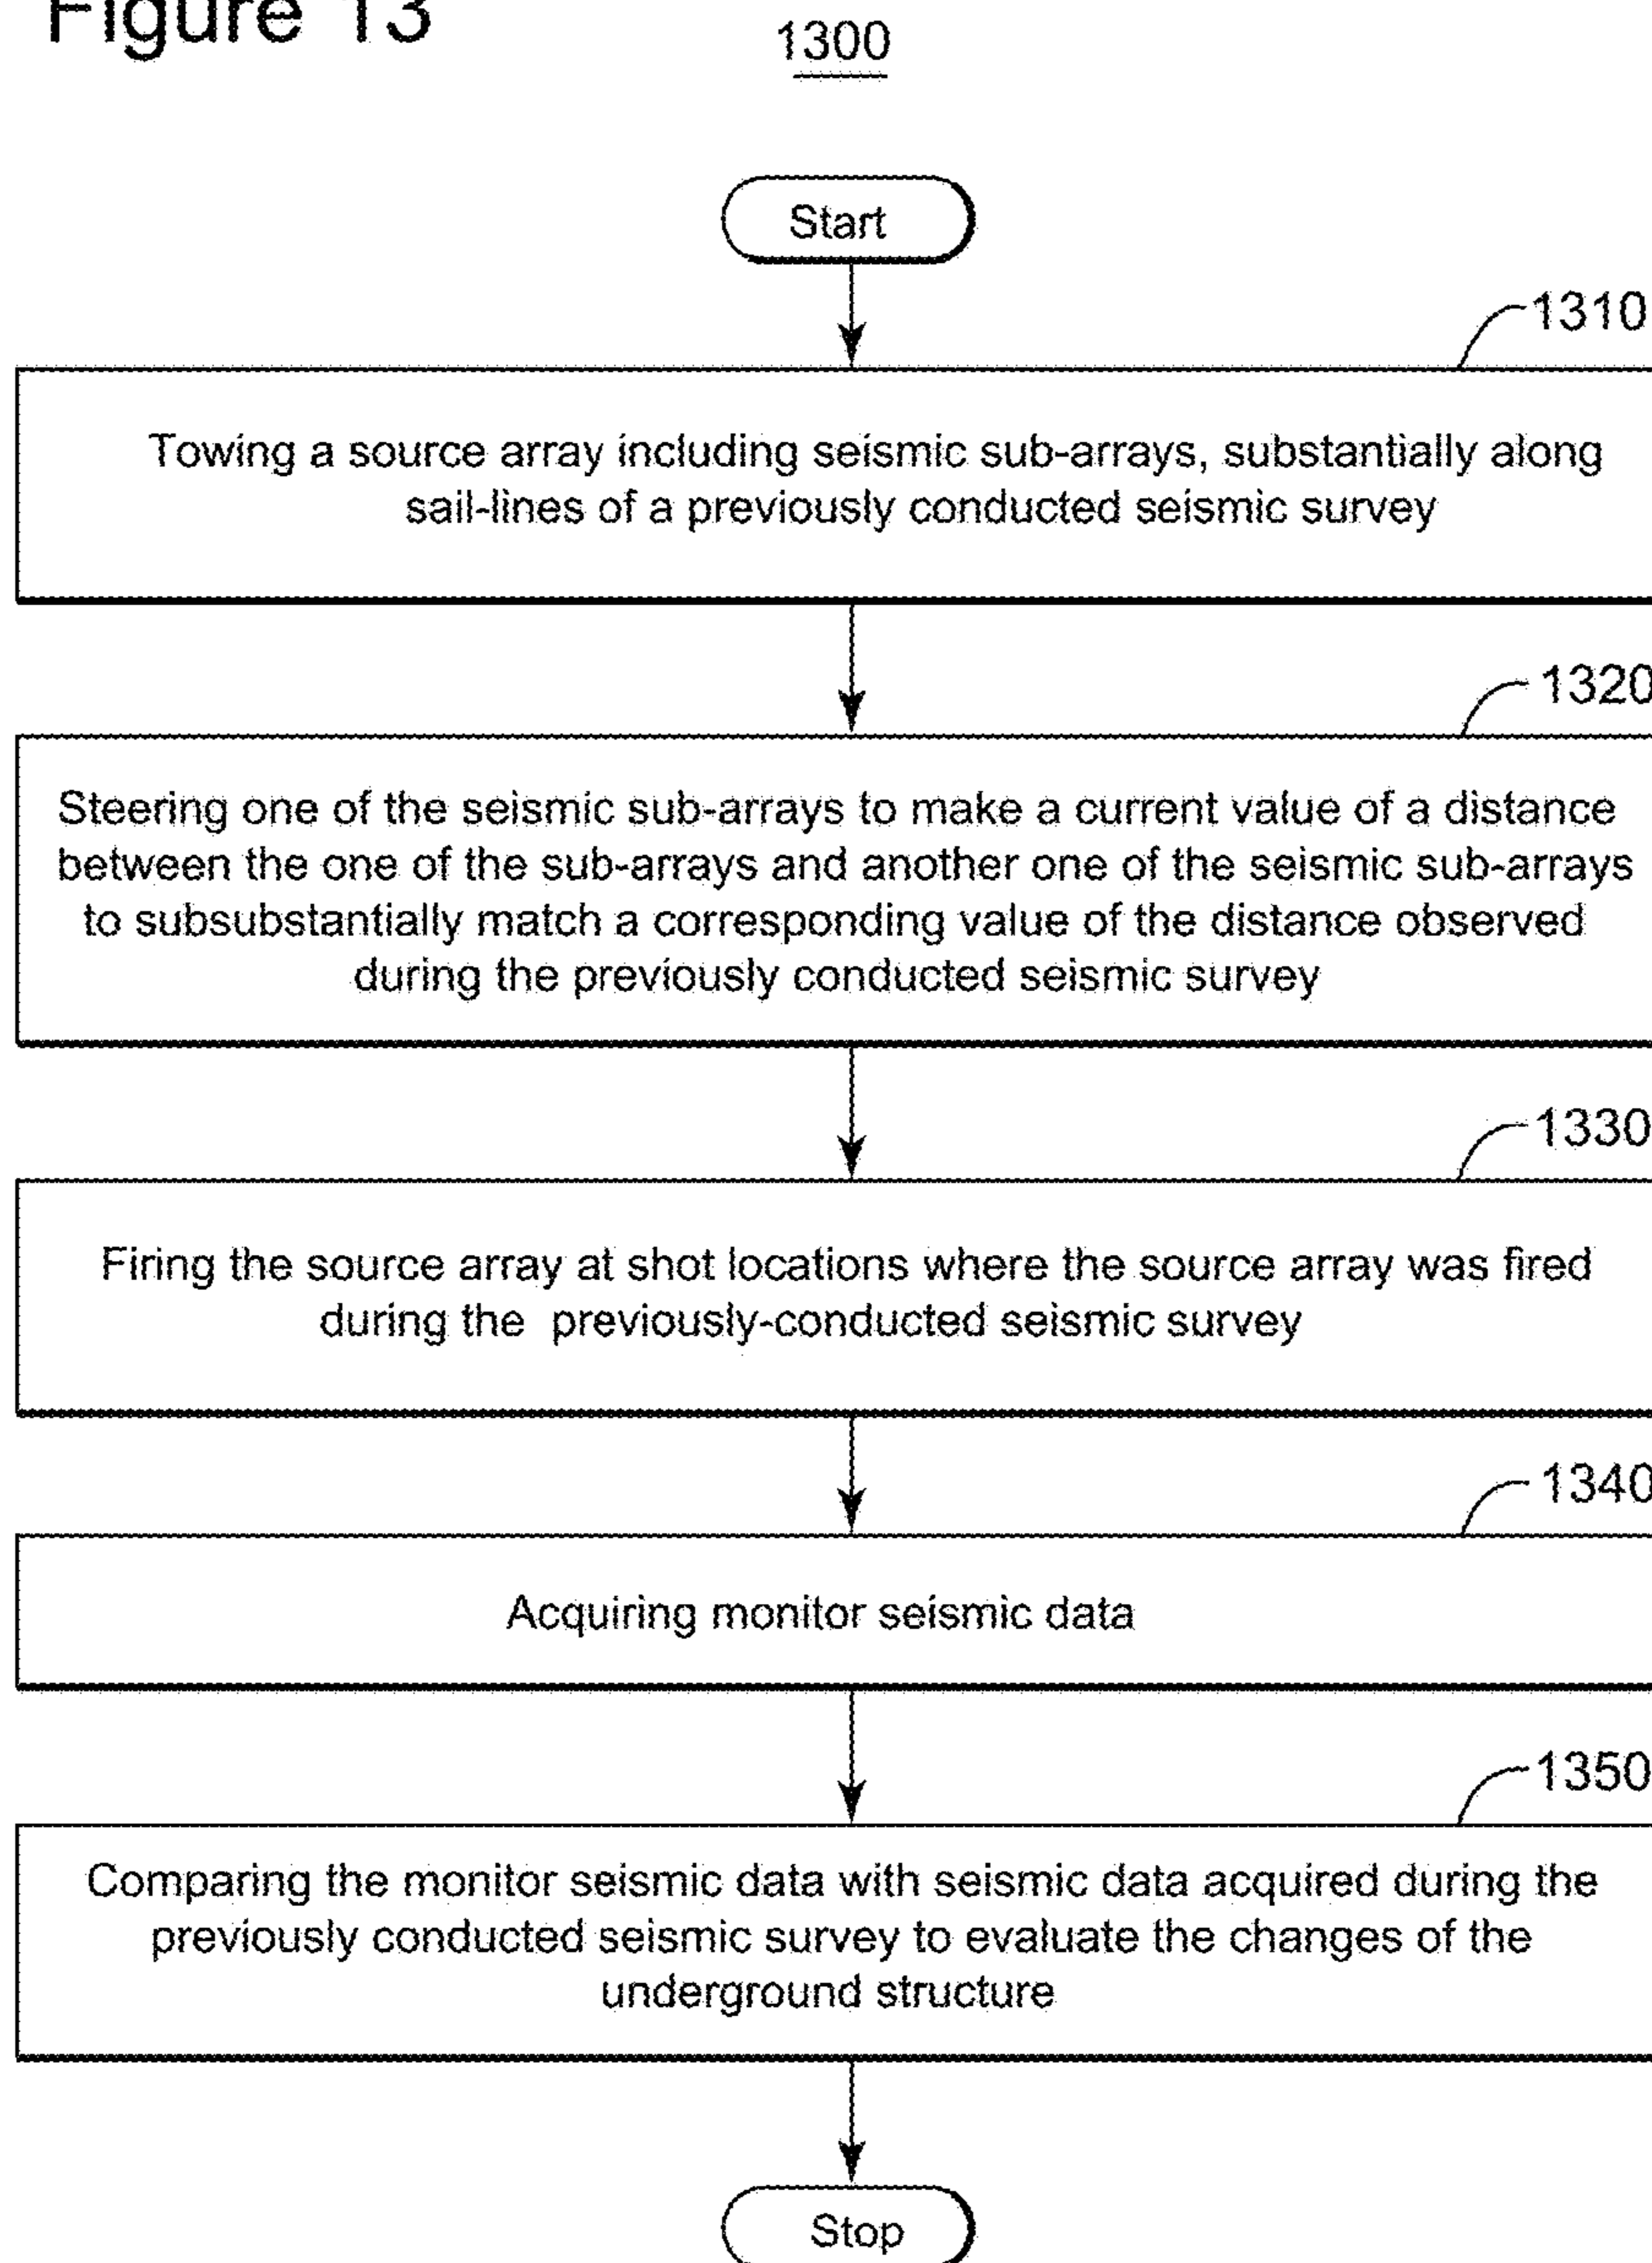 Figure 13
1300
Start
1310
Towing a source array including seismic sub-arrays, substantially along
sail-lines of a previously conducted seismic survey
1320
Steering one of the seismic sub-arrays to make a current value of a distance
between the one of the sub-arrays and another one of the seismic sub-arrays
to subsubstantially match a corresponding value of the distance observed
during the previously conducted seismic survey
1330
Firing the source array at shot locations where the source array was fired
during the previously-conducted seismic survey
1340
Acquiring monitor seismic data
1350
Comparing the monitor seismic data with seismic data acquired during the
previously conducted seismic survey to evaluate the changes of the
underground structure
Stop